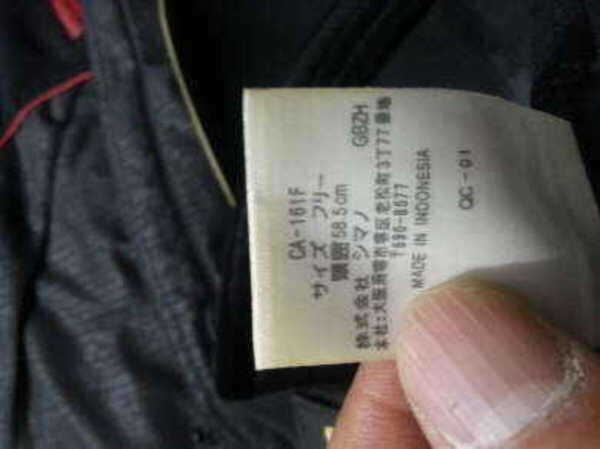 CA-161F
サイズ フリー
頭囲 58.5cm
株式会社 シマノ GBZH
本社:大阪府堺市堺区老松町3丁77番地
〒590-8577
MADE IN INDONESIA
QC-01